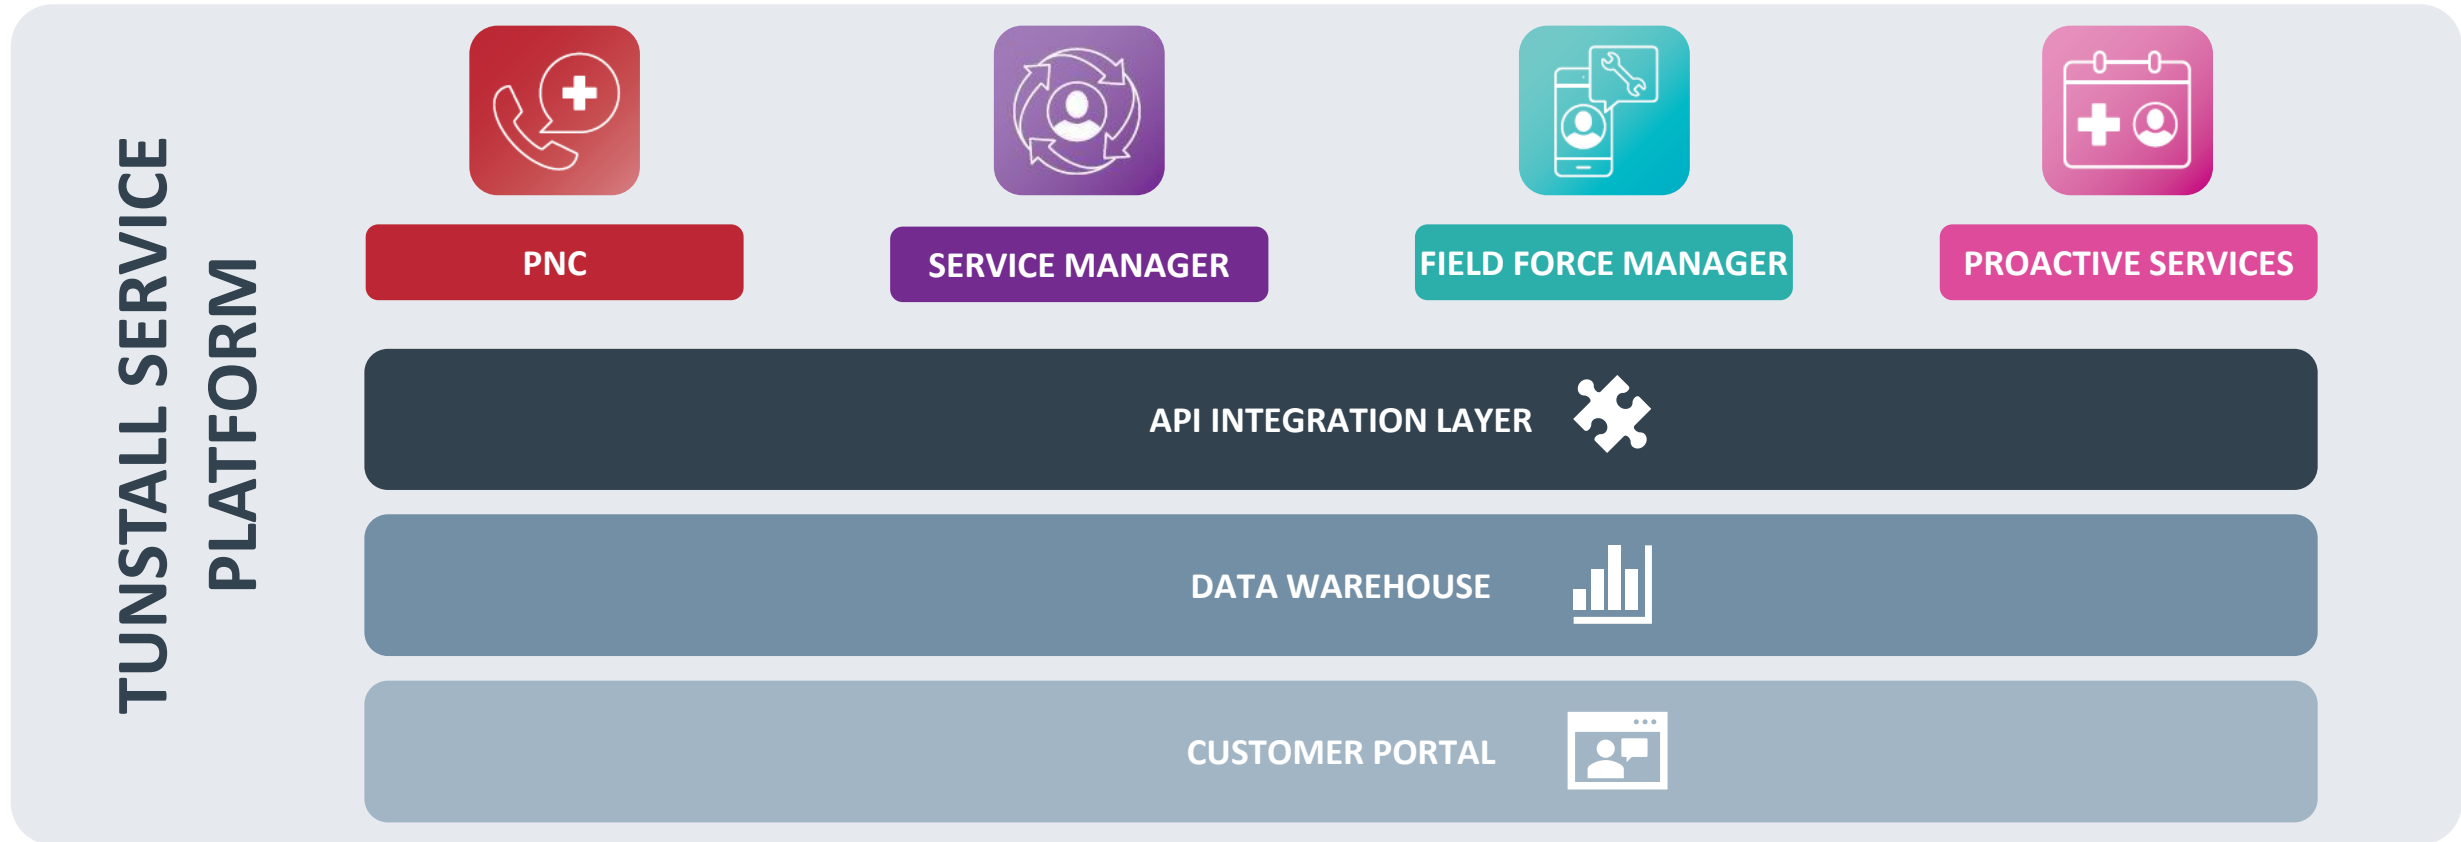 TUNSTALL SERVICE
PLATFORM
PNC
SERVICE MANAGER
FIELD FORCE MANAGER
PROACTIVE SERVICES
API INTEGRATION LAYER
DATA WAREHOUSE
CUSTOMER PORTAL